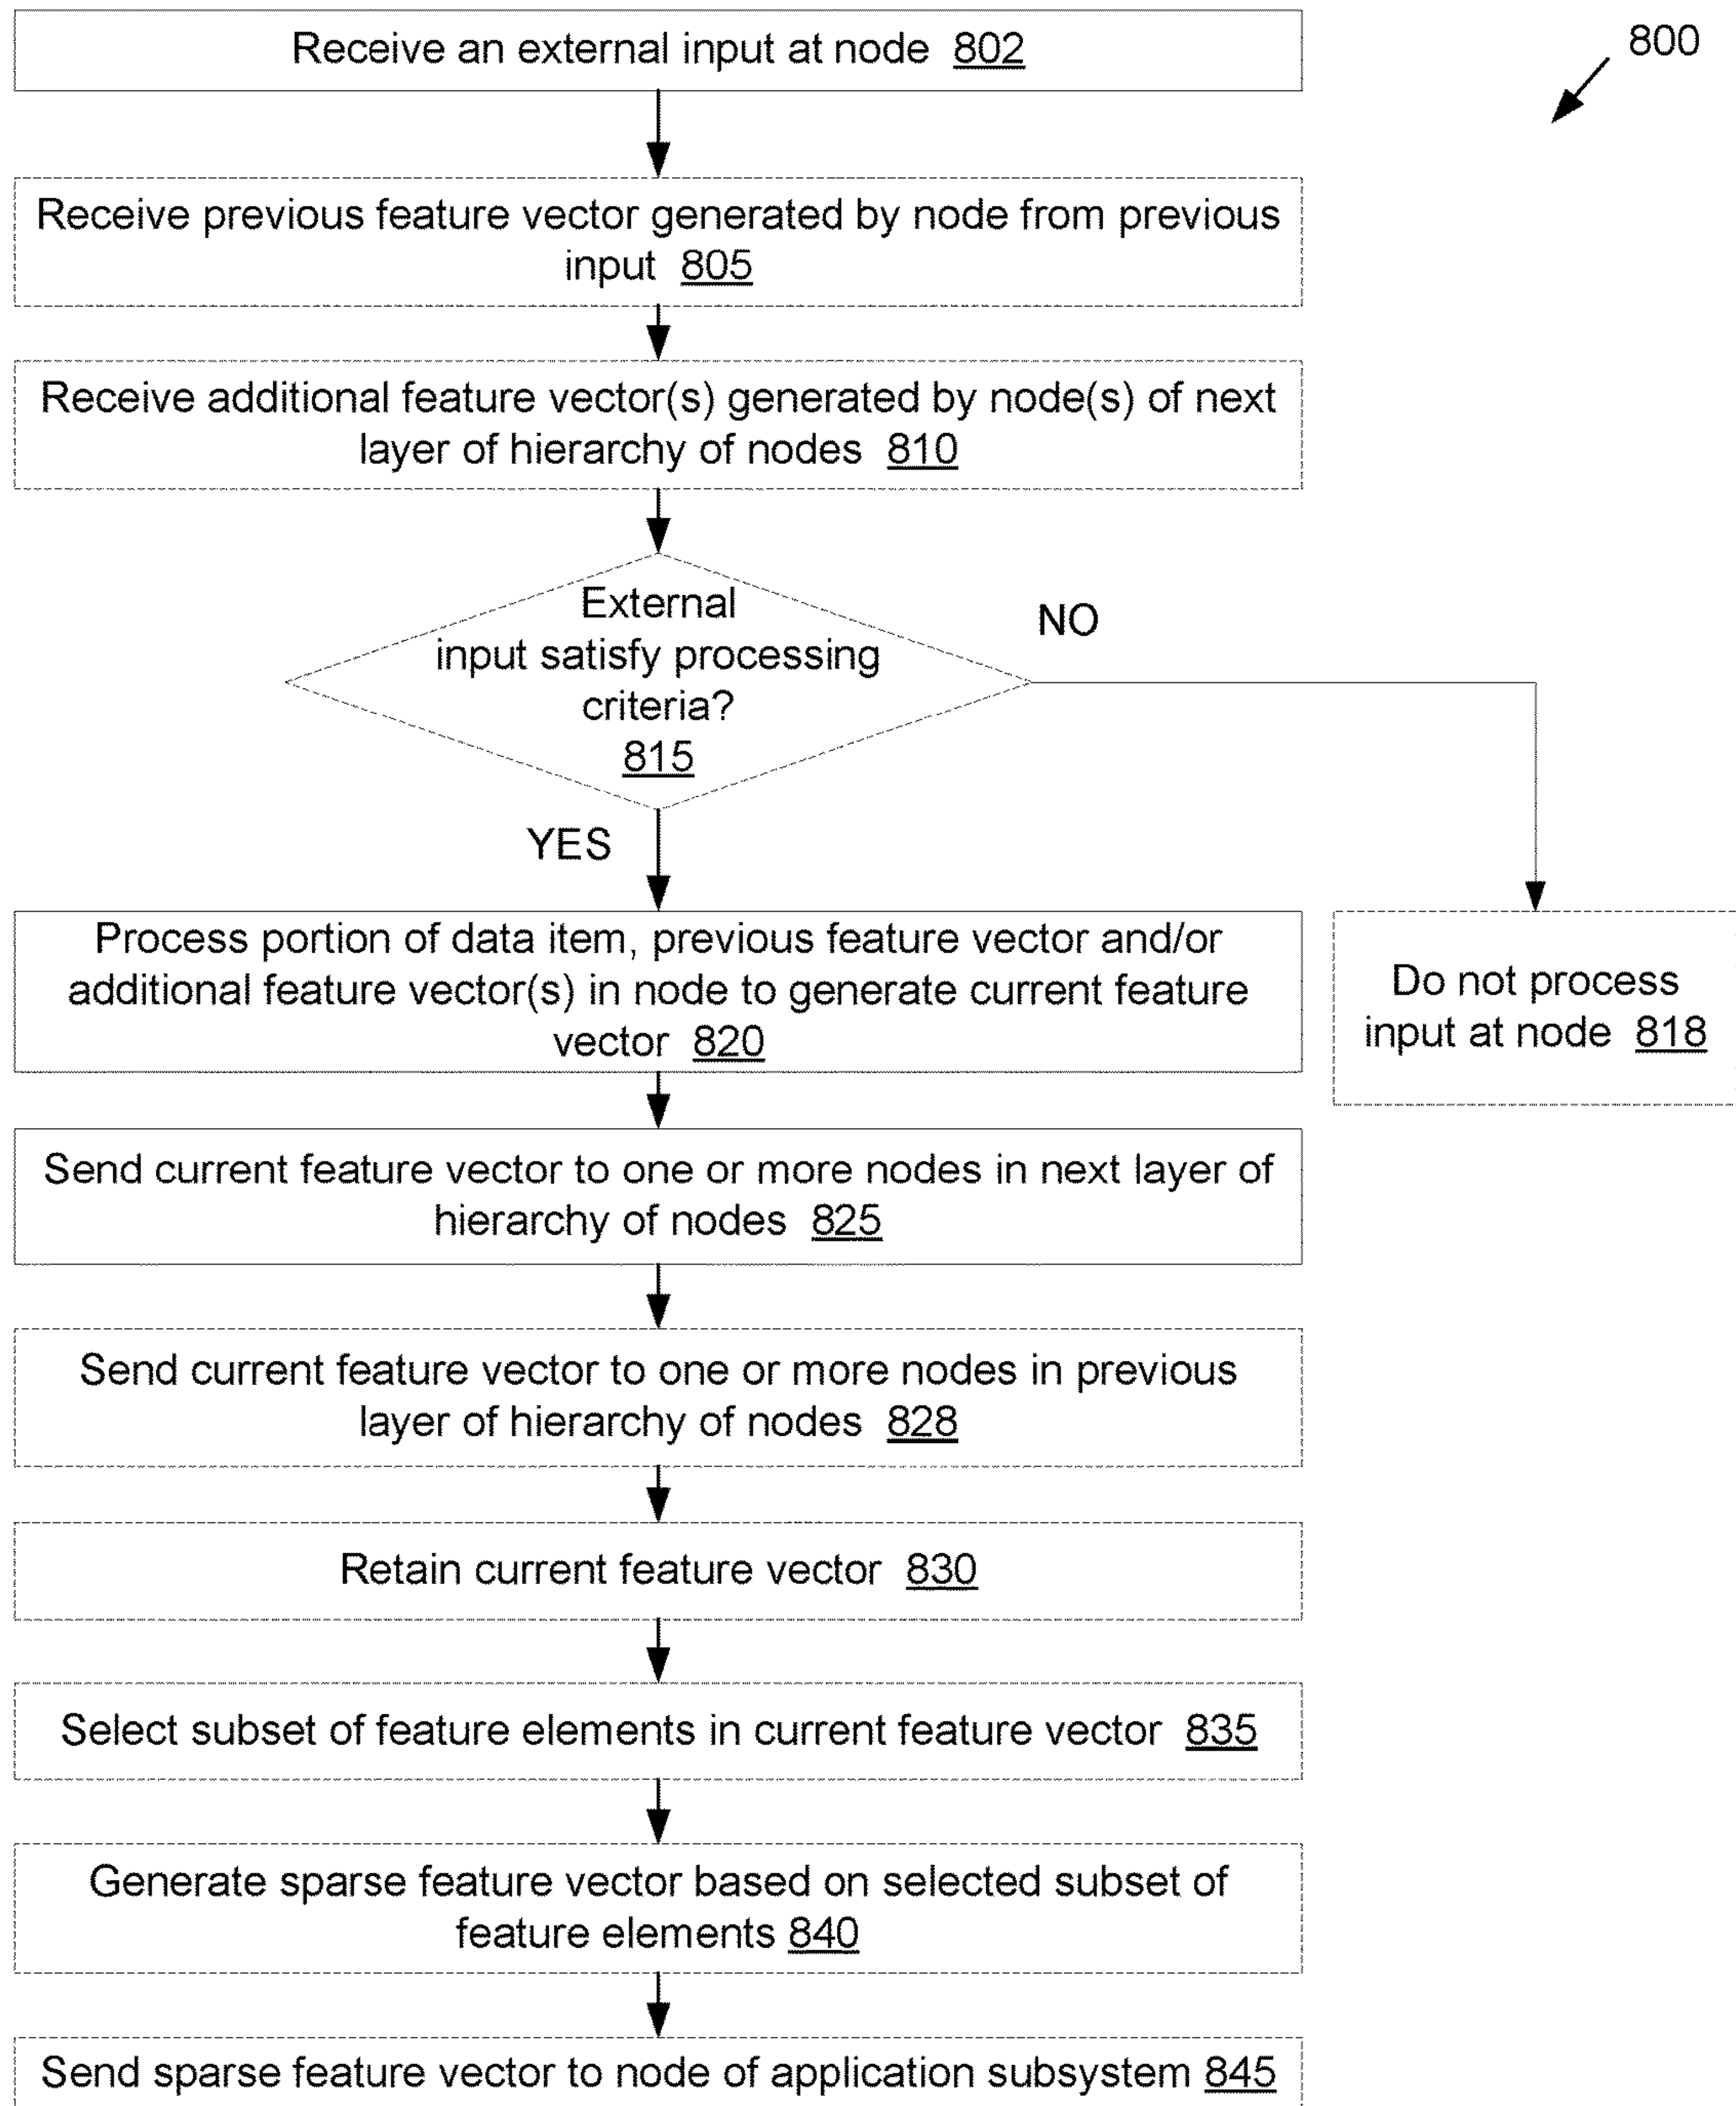 Receive an external input at node 802
800
Receive previous feature vector generated by node from previous
input 805
Receive additional feature vector(s) generated by node(s) of next
layer of hierarchy of nodes 810
External
input satisfy processing
criteria?
815
NO
YES
Process portion of data item, previous feature vector and/or
additional feature vector(s) in node to generate current feature
vector 820
Do not process
input at node 818
Send current feature vector to one or more nodes in next layer of
hierarchy of nodes 825
Send current feature vector to one or more nodes in previous
layer of hierarchy of nodes 828
Retain current feature vector 830
Select subset of feature elements in current feature vector 835
Generate sparse feature vector based on selected subset of
feature elements 840
Send sparse feature vector to node of application subsystem 845